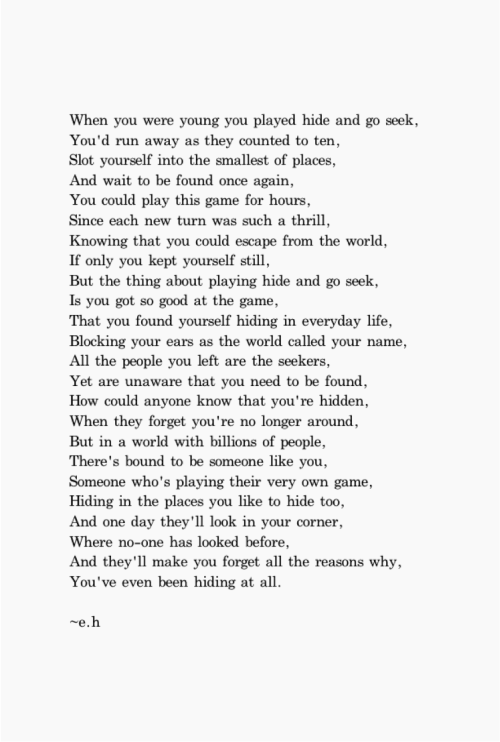 When you were young you played hide and go seek,
You'd run away as they counted to ten,
Slot yourself into the smallest of places,
And wait to be found once again,
You could play this game for hours,
Since each new turn was such a thrill,
Knowing that you could escape from the world,
If only you kept yourself still,
But the thing about playing hide and go seek,
Is you got so good at the game,
That you found yourself hiding in everyday life,
Blocking your ears as the world called your name,
All the people you left are the seekers,
Yet are unaware that you need to be found,
How could anyone know that you're hidden,
When they forget you're no longer around,
But in a world with billions of people,
There's bound to be someone like you,
Someone who's playing their very own game,
Hiding in the places you like to hide too,
And one day they'll look in your corner,
Where no-one has looked before,
And they'll make you forget all the reasons why,
You've even been hiding at all.
~e.h